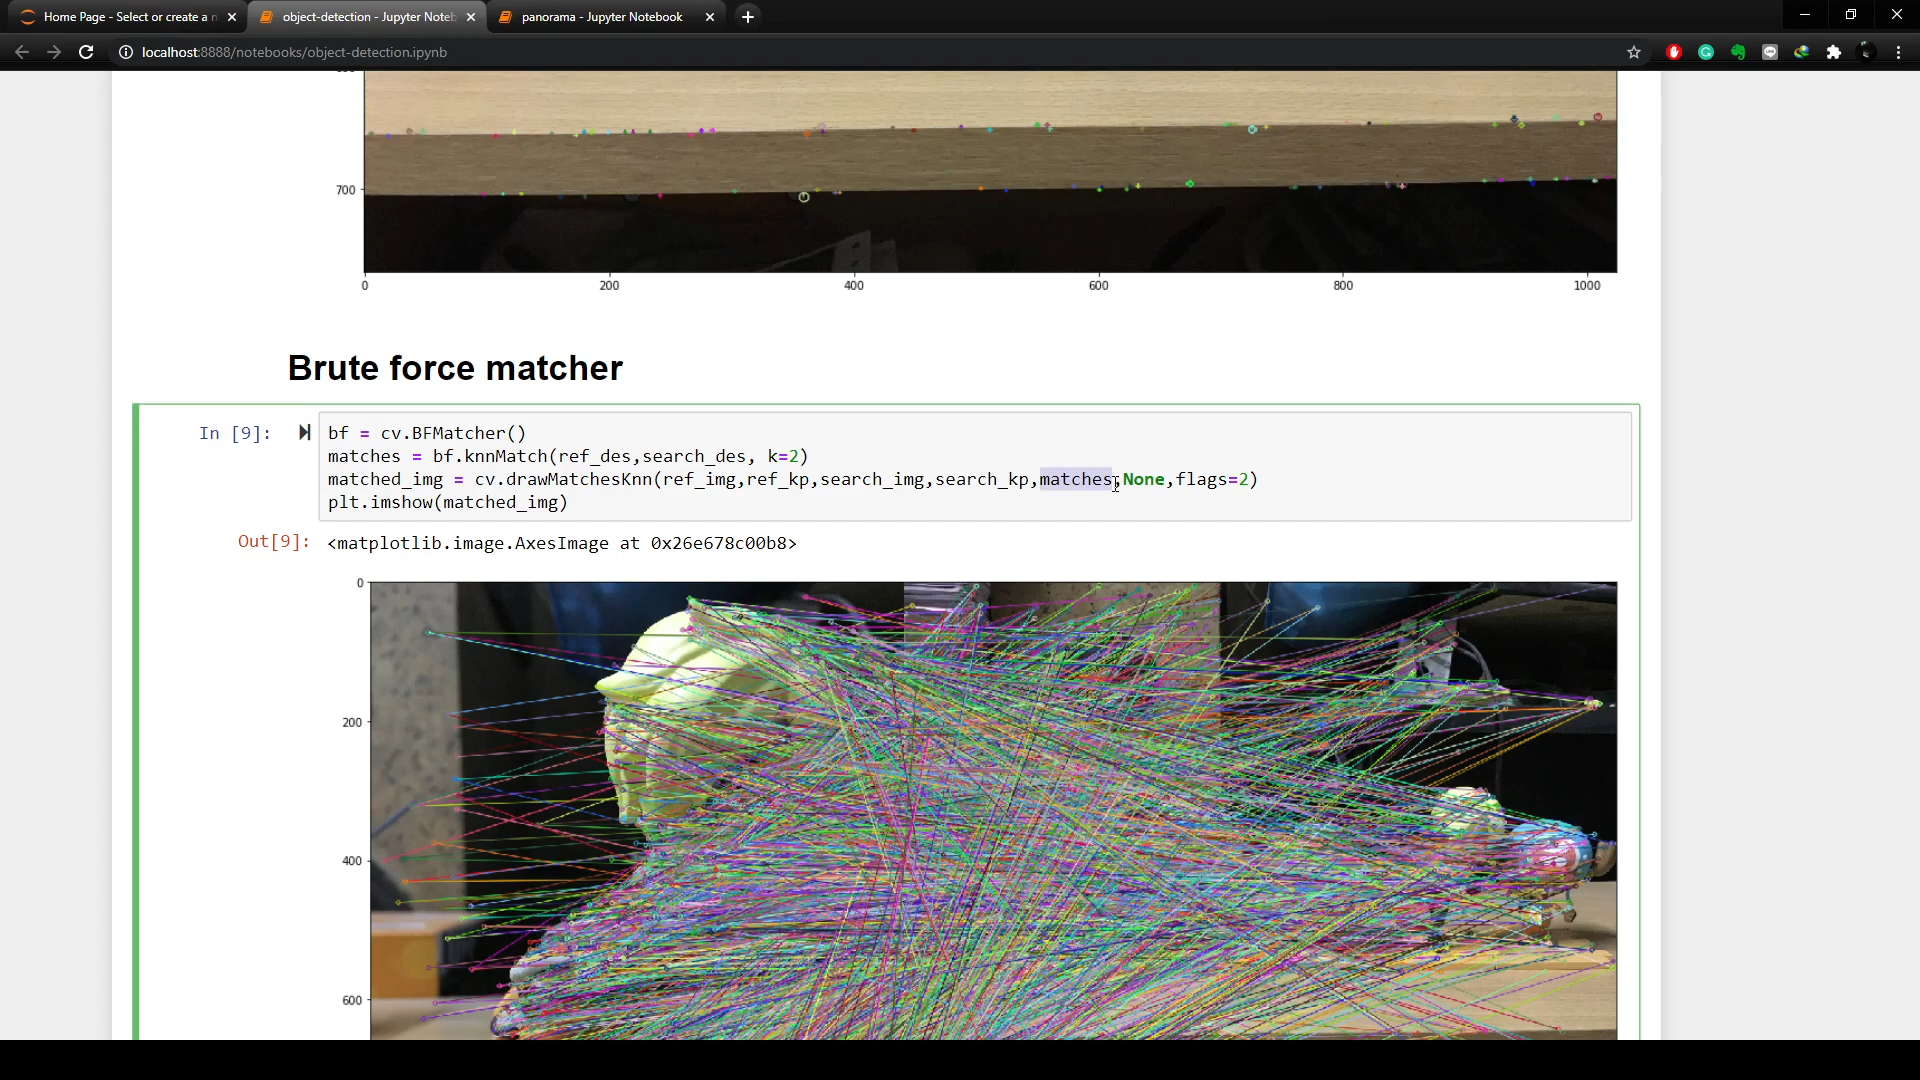 Home Page - Select or create a n
object-detection - Jupyter Noteb
panorama - Jupyter Notebook
localhost:8888/notebooks/object-detection.ipynb
700
0 200 400 600 800 1000
Brute force matcher
In [9]:
bf = cv.BFMatcher()
matches = bf.knnMatch(ref_des,search_des, k=2)
matched_img = cv.drawMatchesKnn(ref_img,ref_kp,search_img,search_kp,matches,None,flags=2)
plt.imshow(matched_img)
Out[9]: <matplotlib.image.AxesImage at 0x26e678c00b8>
0
200
400
600